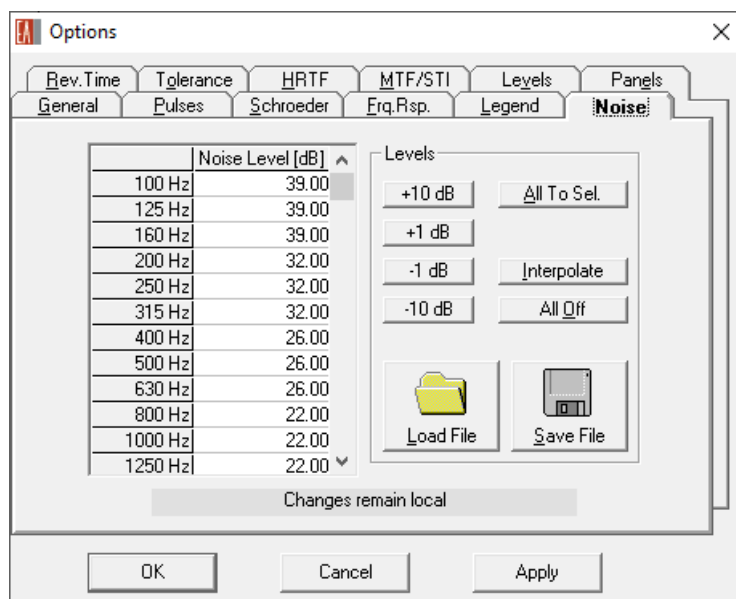 EA Options
Rev.Time Tolerance HRTF MTF/STI Levels Panels
General Pulses Schroeder Frq.Rsp. Legend Noise
Noise Level [dB]
100 Hz 39.00
125 Hz 39.00
160 Hz 39.00
200 Hz 32.00
250 Hz 32.00
315 Hz 32.00
400 Hz 26.00
500 Hz 26.00
630 Hz 26.00
800 Hz 22.00
1000 Hz 22.00
1250 Hz 22.00
Levels
+10 dB All To Sel.
+1 dB
-1 dB Interpolate
-10 dB All Off
Load File Save File
Changes remain local
OK Cancel Apply